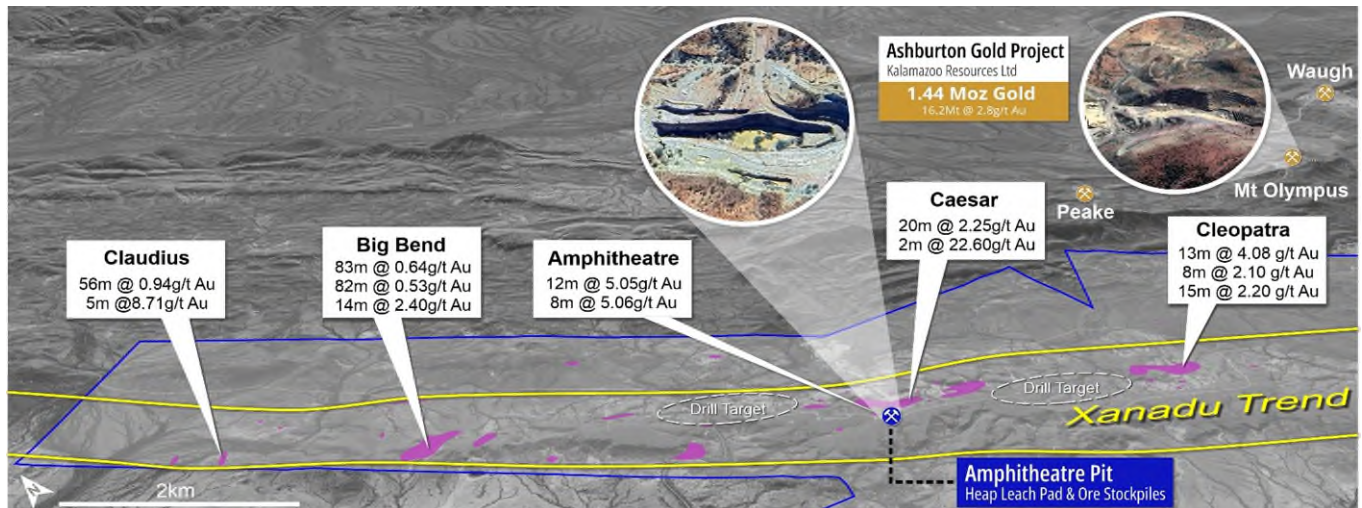 Ashburton Gold Project
Kalamazoo Resources Ltd
1.44 Moz Gold
16.2Mt @ 2.8g/t Au
Waugh
Mt Olympus
Peake
Claudius
56m @ 0.94g/t Au
5m @8.71g/t Au
Big Bend
83m @ 0.64g/t Au
82m @ 0.53g/t Au
14m @ 2.40g/t Au
Amphitheatre
12m @ 5.05g/t Au
8m @ 5.06g/t Au
Caesar
20m @ 2.25g/t Au
2m @ 22.60g/t Au
Cleopatra
13m @ 4.08 g/t Au
8m @ 2.10 g/t Au
15m @ 2.20 g/t Au
Drill Target
Drill Target
Xanadu Trend
Amphitheatre Pit
Heap Leach Pad & Ore Stockpiles
N
2km